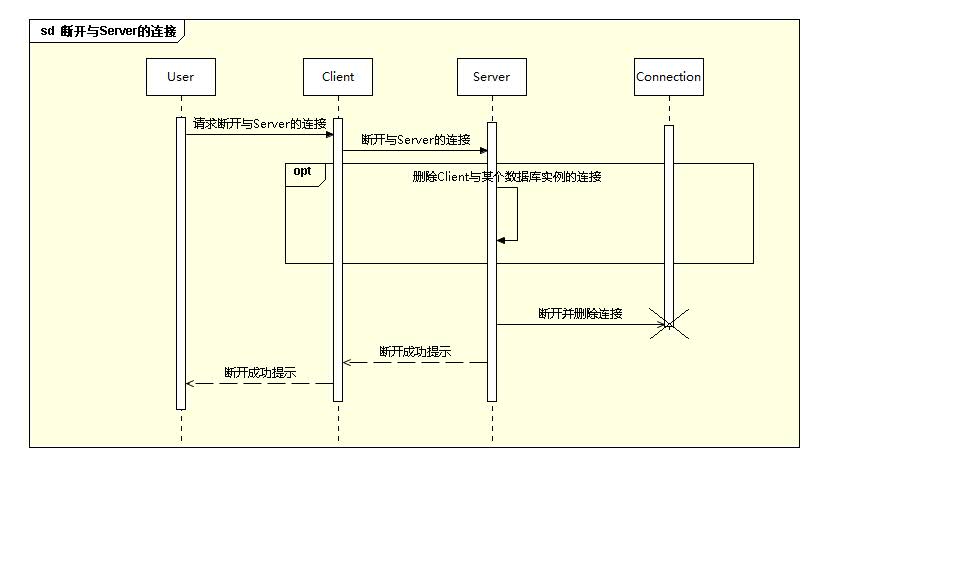 sd 断开与Server的连接
User
Client
Server
Connection
请求断开与Server的连接
断开与Server的连接
opt
删除Client与某个数据库实例的连接
断开并删除连接
断开成功提示
断开成功提示